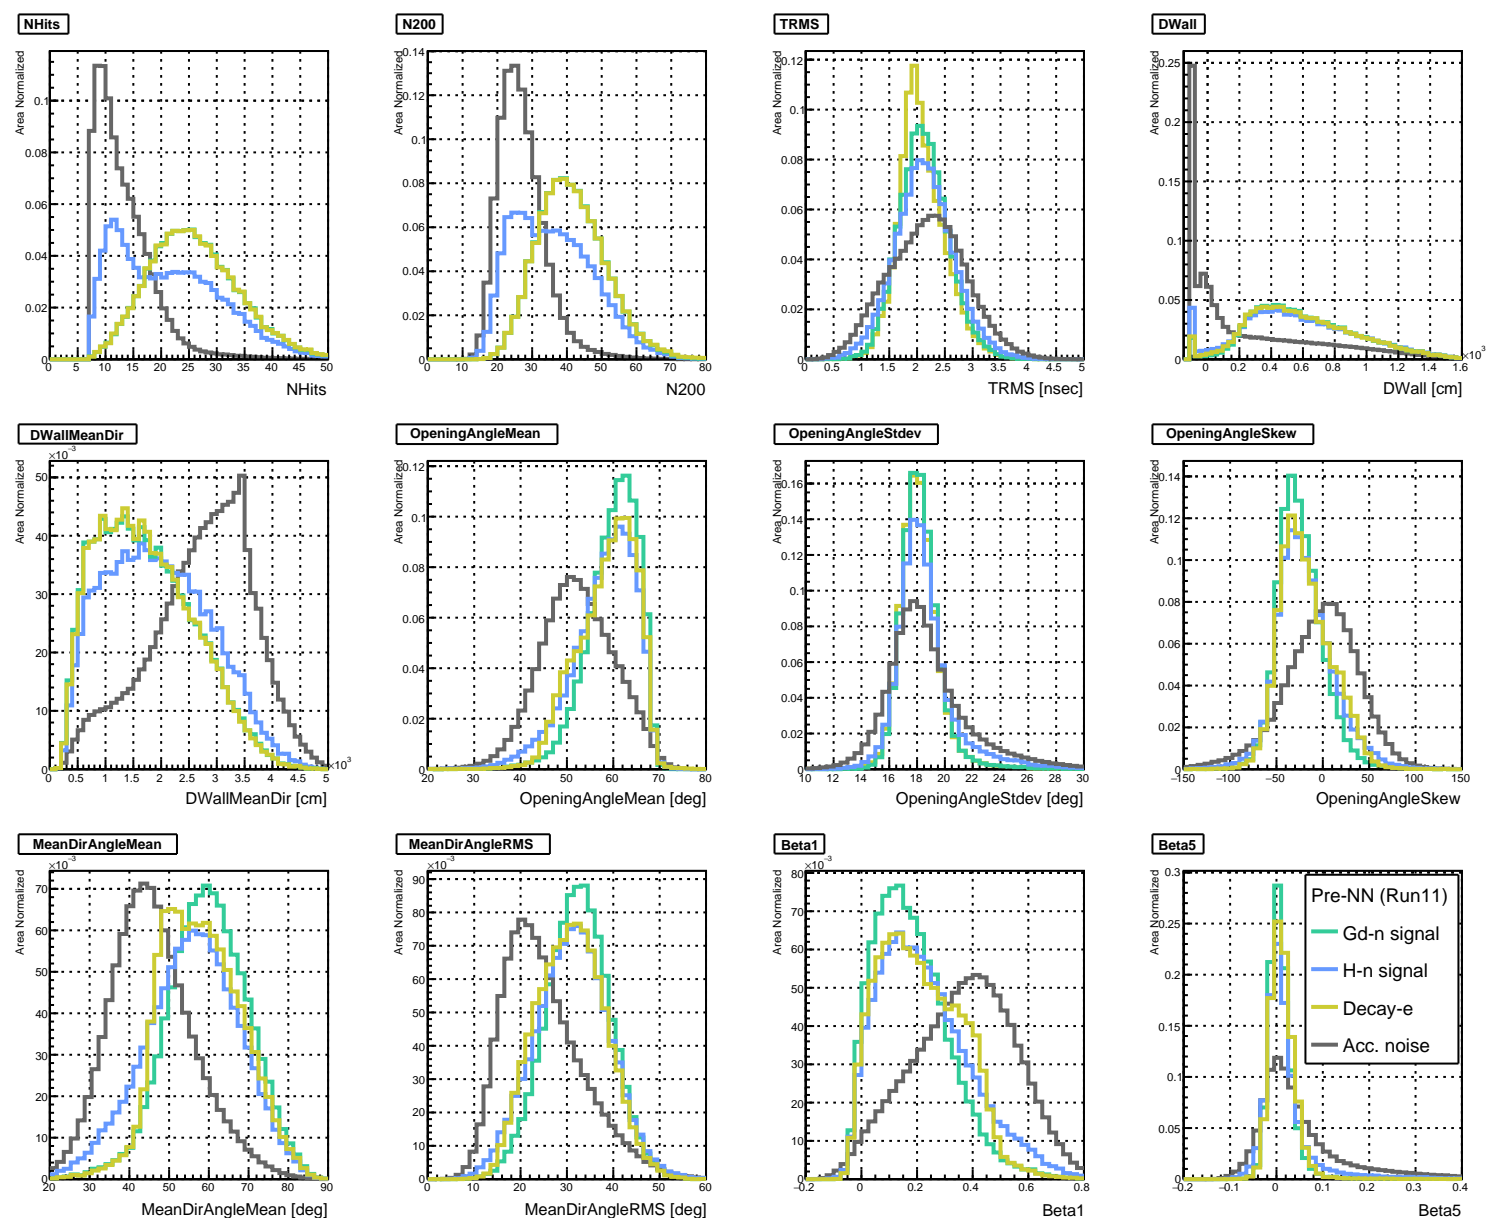 NHits
Area Normalized
0.1
0.08
0.06
0.04
0.02
0
0 5 10 15 20 25 30 35 40 45 50
NHits
N200
Area Normalized
0.14
0.12
0.1
0.08
0.06
0.04
0.02
0
0 10 20 30 40 50 60 70 80
N200
TRMS
Area Normalized
0.12
0.1
0.08
0.06
0.04
0.02
0
0 0.5 1 1.5 2 2.5 3 3.5 4 4.5 5
TRMS [nsec]
DWall
Area Normalized
0.25
0.2
0.15
0.1
0.05
0
0 0.2 0.4 0.6 0.8 1 1.2 1.4 1.6
×10³
DWall [cm]
DWallMeanDir
×10⁻³
Area Normalized
50
40
30
20
10
0
0 0.5 1 1.5 2 2.5 3 3.5 4 4.5 5
×10³
DWallMeanDir [cm]
OpeningAngleMean
Area Normalized
0.12
0.1
0.08
0.06
0.04
0.02
0
20 30 40 50 60 70 80
OpeningAngleMean [deg]
OpeningAngleStdev
Area Normalized
0.16
0.14
0.12
0.1
0.08
0.06
0.04
0.02
0
10 12 14 16 18 20 22 24 26 28 30
OpeningAngleStdev [deg]
OpeningAngleSkew
Area Normalized
0.14
0.12
0.1
0.08
0.06
0.04
0.02
0
−150 −100 −50 0 50 100 150
OpeningAngleSkew
MeanDirAngleMean
×10⁻³
Area Normalized
70
60
50
40
30
20
10
0
20 30 40 50 60 70 80 90
MeanDirAngleMean [deg]
MeanDirAngleRMS
×10⁻³
Area Normalized
90
80
70
60
50
40
30
20
10
0
0 10 20 30 40 50 60
MeanDirAngleRMS [deg]
Beta1
×10⁻³
Area Normalized
80
70
60
50
40
30
20
10
0
−0.2 0 0.2 0.4 0.6 0.8
Beta1
Beta5
Area Normalized
0.3
0.25
0.2
0.15
0.1
0.05
0
−0.2 −0.1 0 0.1 0.2 0.3 0.4
Beta5
Pre-NN (Run11)
Gd-n signal
H-n signal
Decay-e
Acc. noise